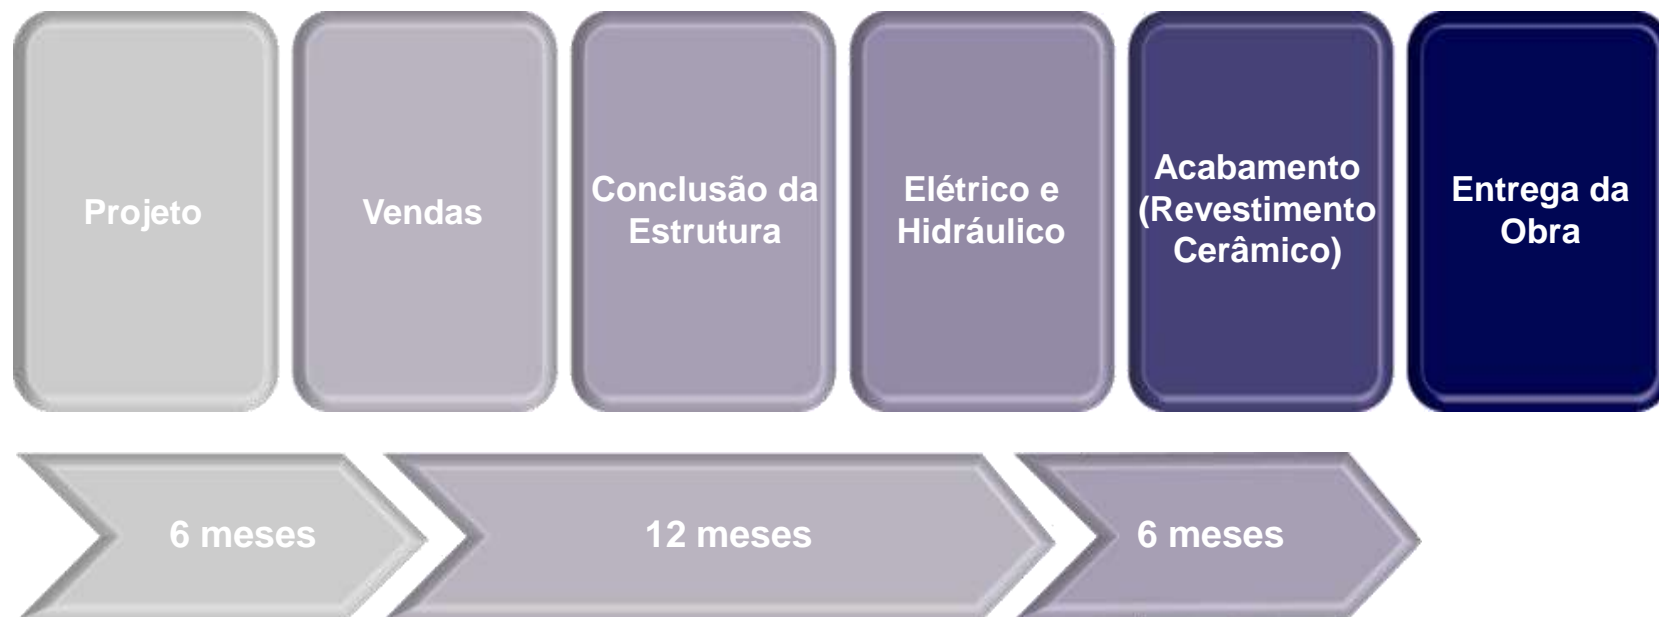 Projeto
Vendas
Conclusão da
Estrutura
Elétrico e
Hidráulico
Acabamento
(Revestimento
Cerâmico)
Entrega da
Obra
6 meses
12 meses
6 meses